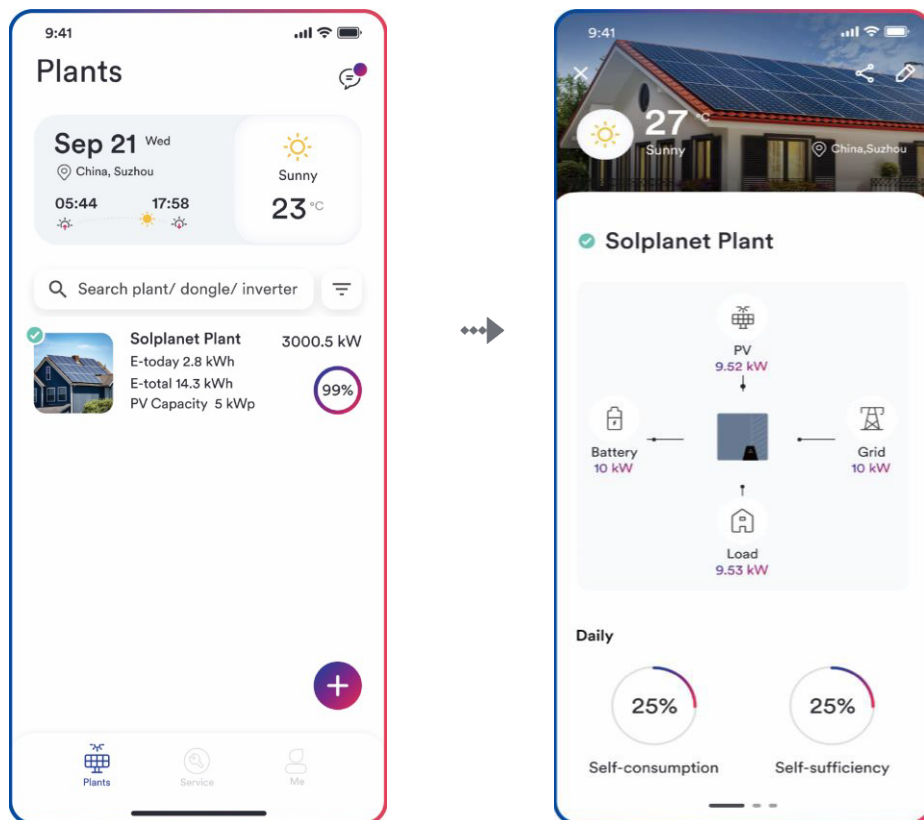 9:41
Plants
Sep 21 Wed
China, Suzhou
05:44 17:58
Sunny
23 °C
Search plant/ dongle/ inverter
Solplanet Plant
3000.5 kW
E-today 2.8 kWh
E-total 14.3 kWh
PV Capacity 5 kWp
99%
Plants
Service
Me
9:41
27 °C
Sunny
China,Suzhou
Solplanet Plant
PV
9.52 kW
Battery
10 kW
Grid
10 kW
Load
9.53 kW
Daily
25%
25%
Self-consumption
Self-sufficiency